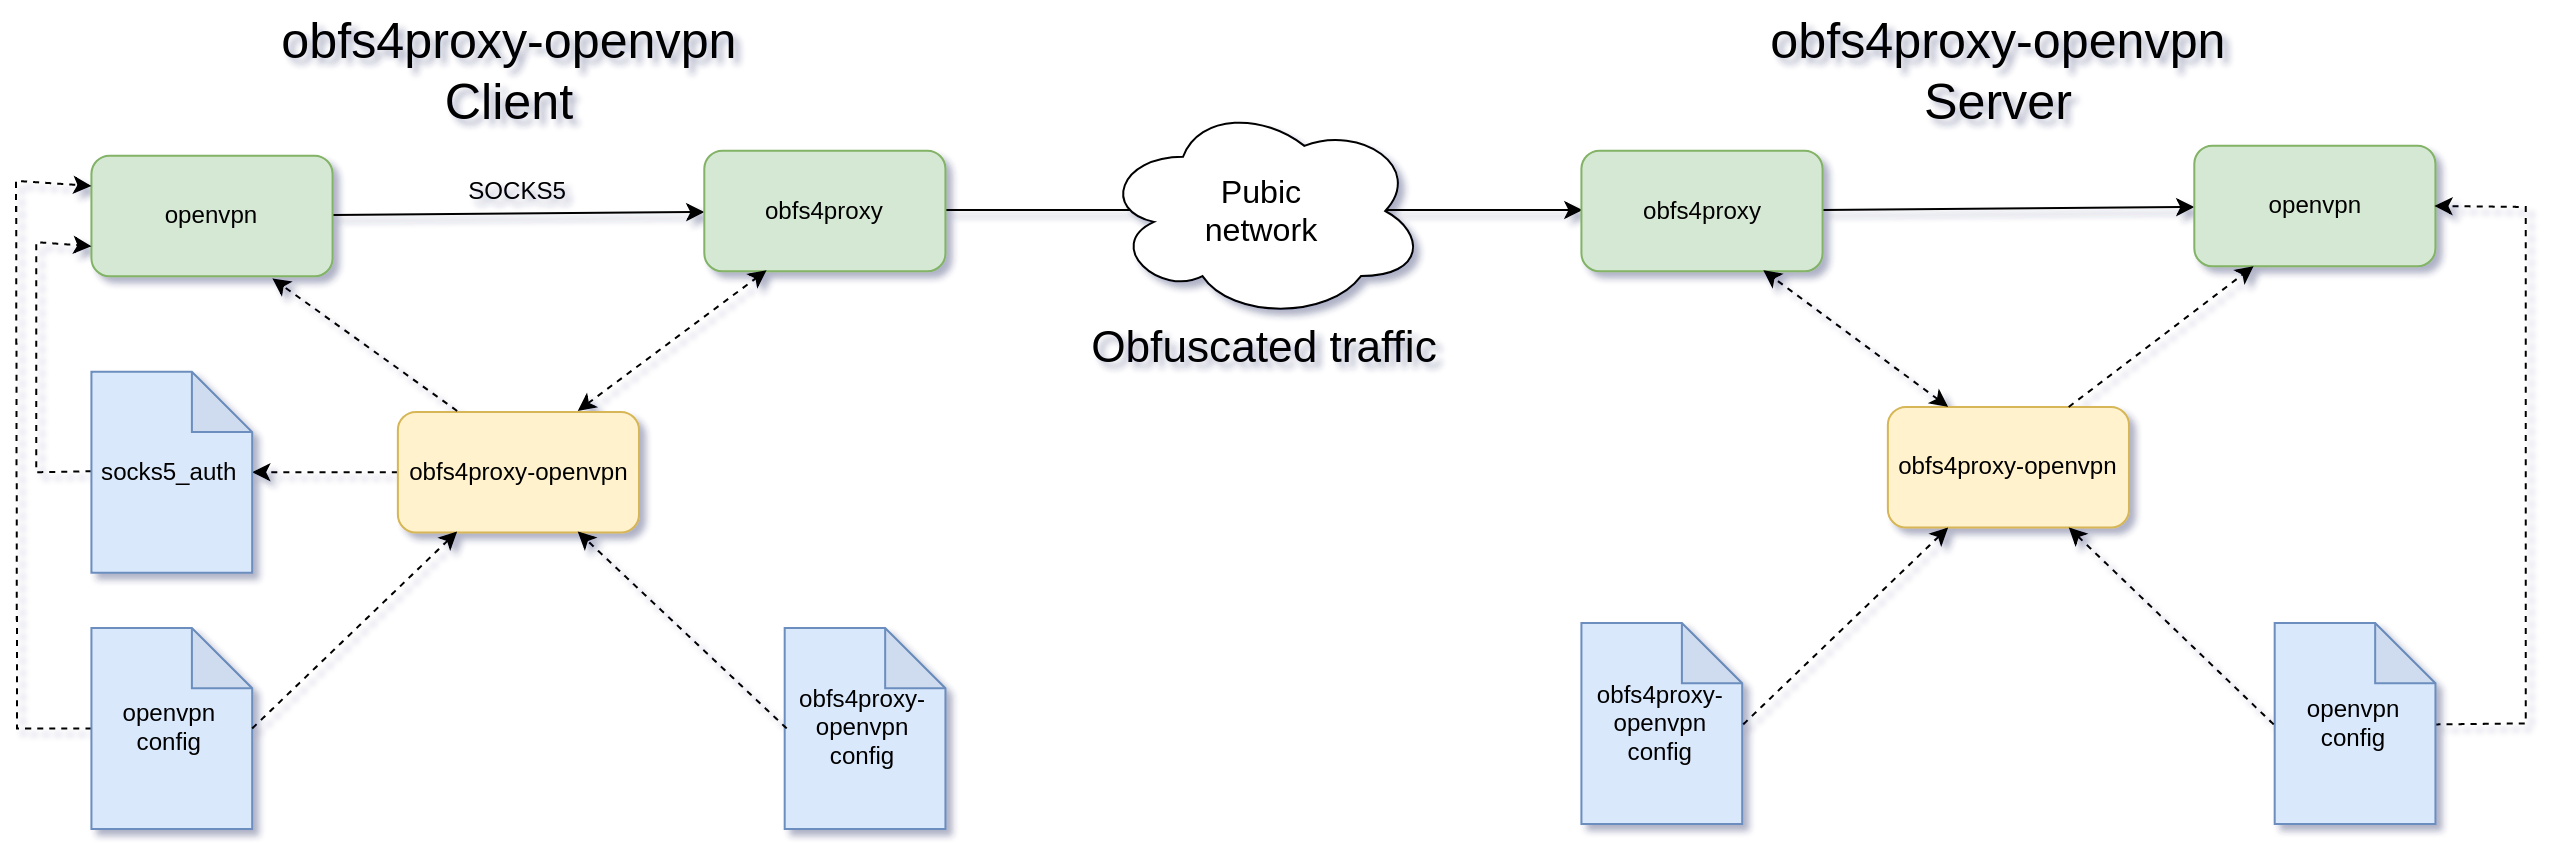 obfs4proxy-openvpn
Client
obfs4proxy-openvpn
Server
openvpn
SOCKS5
obfs4proxy
Pubic
network
obfs4proxy
openvpn
Obfuscated traffic
socks5_auth
obfs4proxy-openvpn
obfs4proxy-openvpn
openvpn
config
obfs4proxy-
openvpn
config
obfs4proxy-
openvpn
config
openvpn
config